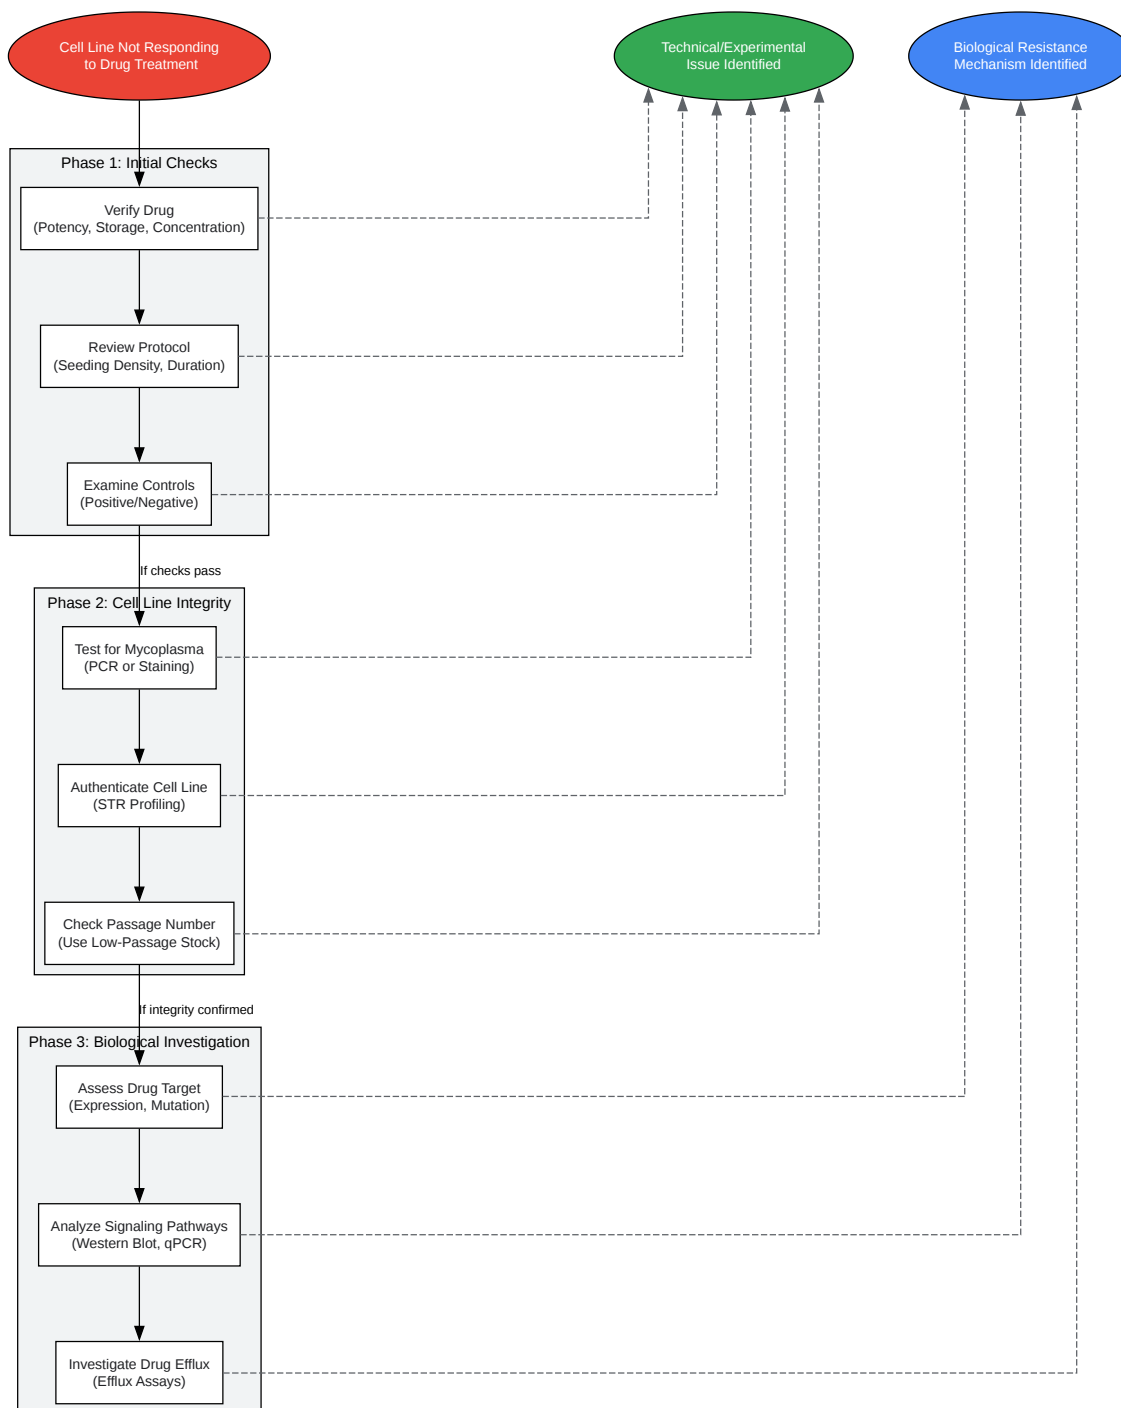 Cell Line Not Responding
to Drug Treatment
Technical/Experimental
Issue Identified
Biological Resistance
Mechanism Identified
Phase 1: Initial Checks
Verify Drug
(Potency, Storage, Concentration)
Review Protocol
(Seeding Density, Duration)
Examine Controls
(Positive/Negative)
If checks pass
Phase 2: Cell Line Integrity
Test for Mycoplasma
(PCR or Staining)
Authenticate Cell Line
(STR Profiling)
Check Passage Number
(Use Low-Passage Stock)
If integrity confirmed
Phase 3: Biological Investigation
Assess Drug Target
(Expression, Mutation)
Analyze Signaling Pathways
(Western Blot, qPCR)
Investigate Drug Efflux
(Efflux Assays)